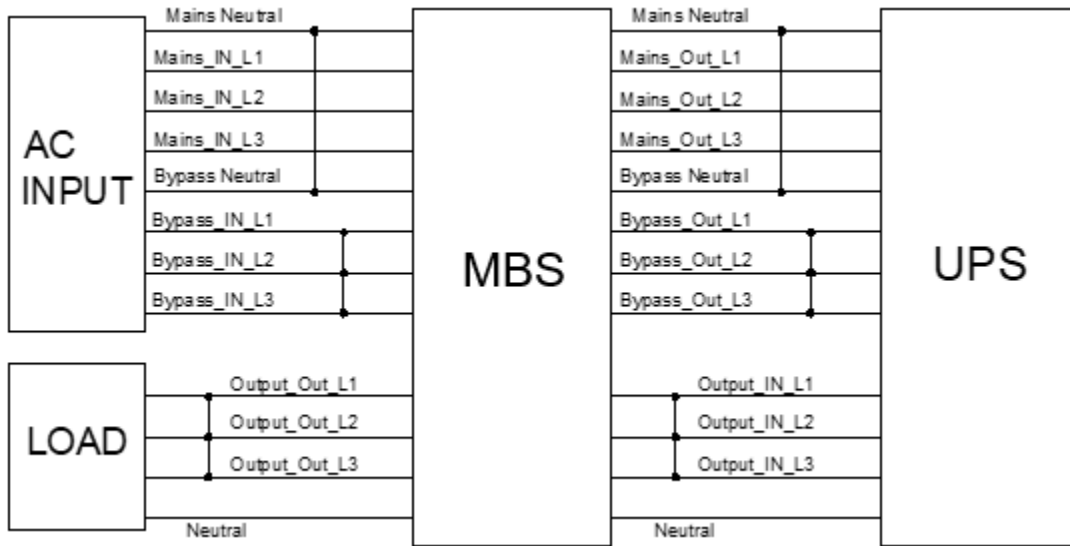 Mains Neutral
Mains_IN_L1
Mains_IN_L2
Mains_IN_L3
Bypass Neutral
Bypass_IN_L1
Bypass_IN_L2
Bypass_IN_L3
AC
INPUT
MBS
Mains Neutral
Mains_Out_L1
Mains_Out_L2
Mains_Out_L3
Bypass Neutral
Bypass_Out_L1
Bypass_Out_L2
Bypass_Out_L3
UPS
LOAD
Output_Out_L1
Output_Out_L2
Output_Out_L3
Neutral
Output_IN_L1
Output_IN_L2
Output_IN_L3
Neutral